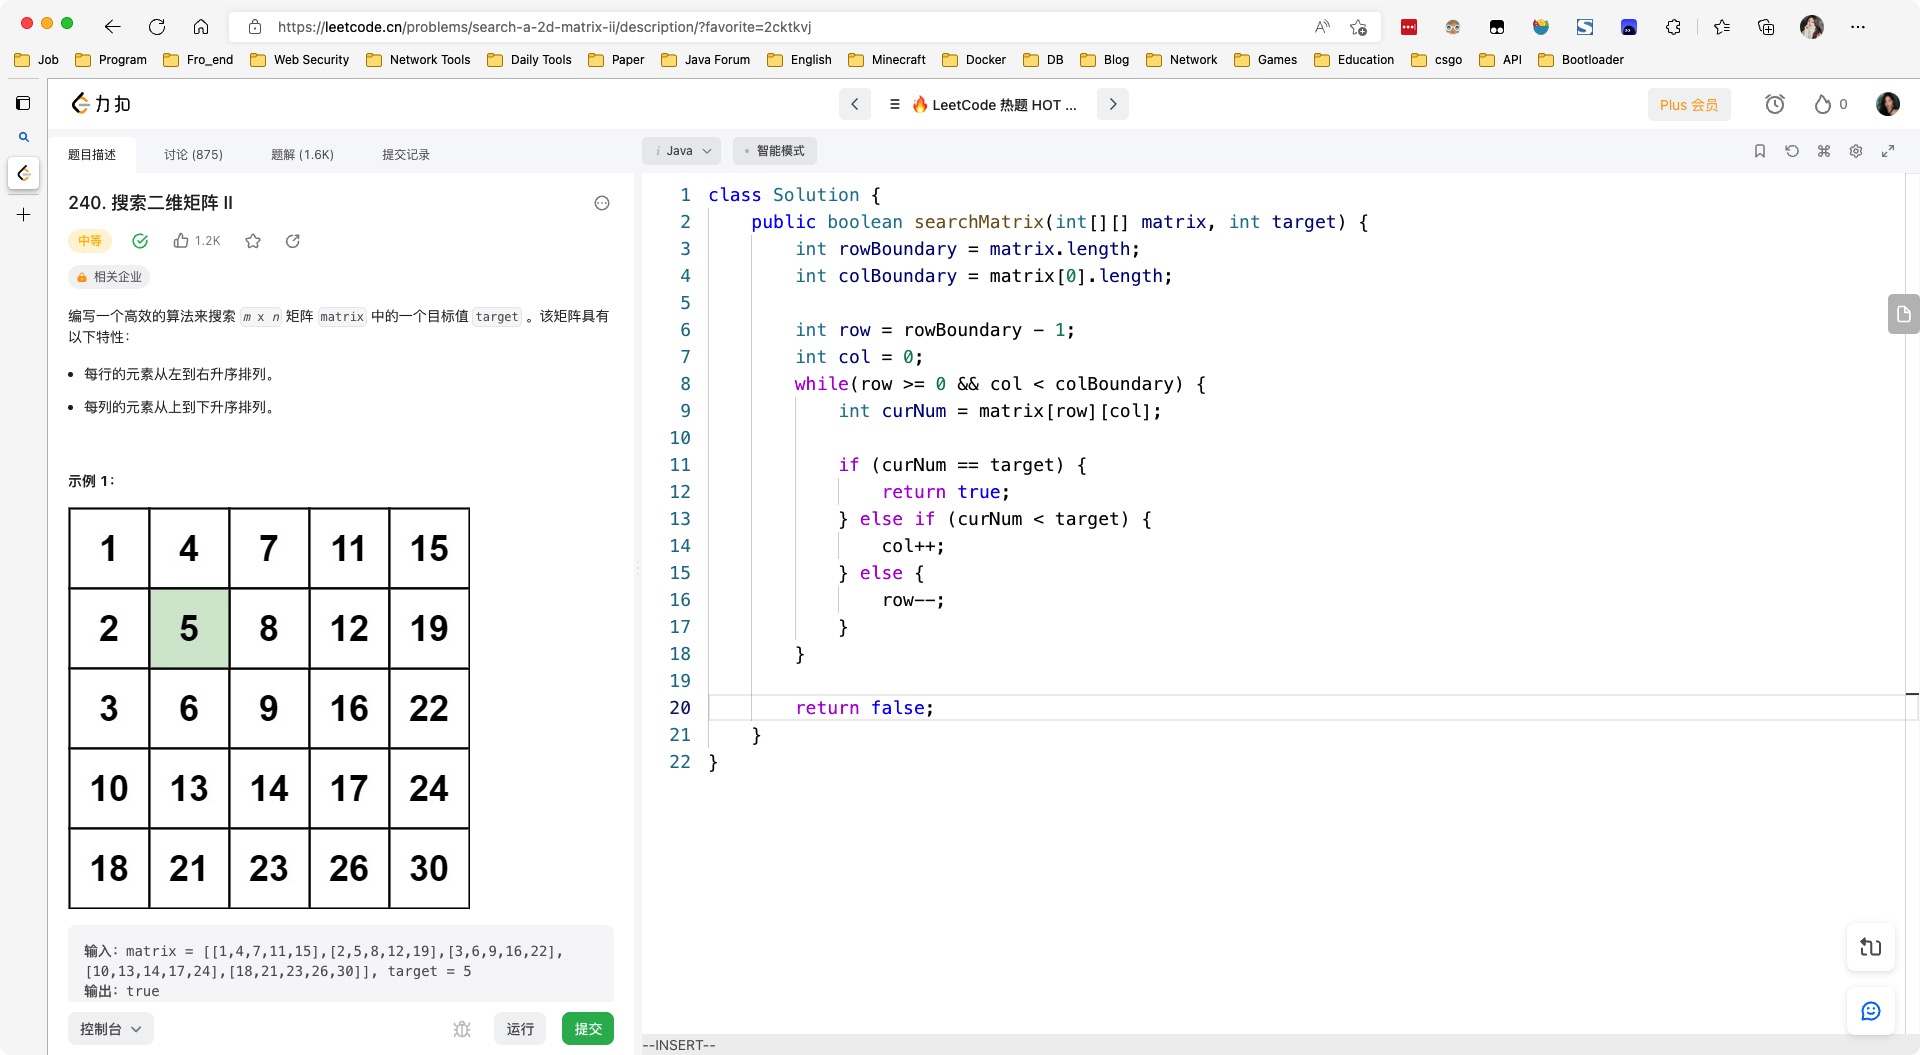 https://leetcode.cn/problems/search-a-2d-matrix-ii/description/?favorite=2cktkvj
Job Program Fro_end Web Security Network Tools Daily Tools Paper Java Forum English Minecraft Docker DB Blog Network Games Education csgo API Bootloader
力扣
LeetCode 热题 HOT ...
Plus 会员
0
题目描述 讨论 (875) 题解 (1.6K) 提交记录
240. 搜索二维矩阵 II
中等 1.2K
相关企业
编写一个高效的算法来搜索 m x n 矩阵 matrix 中的一个目标值 target 。该矩阵具有
以下特性：
每行的元素从左到右升序排列。
每列的元素从上到下升序排列。
示例 1：
1 4 7 11 15
2 5 8 12 19
3 6 9 16 22
10 13 14 17 24
18 21 23 26 30
输入：matrix = [[1,4,7,11,15],[2,5,8,12,19],[3,6,9,16,22],
[10,13,14,17,24],[18,21,23,26,30]], target = 5
输出：true
控制台 运行 提交
i Java 智能模式
1 class Solution {
2 public boolean searchMatrix(int[][] matrix, int target) {
3 int rowBoundary = matrix.length;
4 int colBoundary = matrix[0].length;
5
6 int row = rowBoundary - 1;
7 int col = 0;
8 while(row >= 0 && col < colBoundary) {
9 int curNum = matrix[row][col];
10
11 if (curNum == target) {
12 return true;
13 } else if (curNum < target) {
14 col++;
15 } else {
16 row--;
17 }
18 }
19
20 return false;
21 }
22 }
--INSERT--